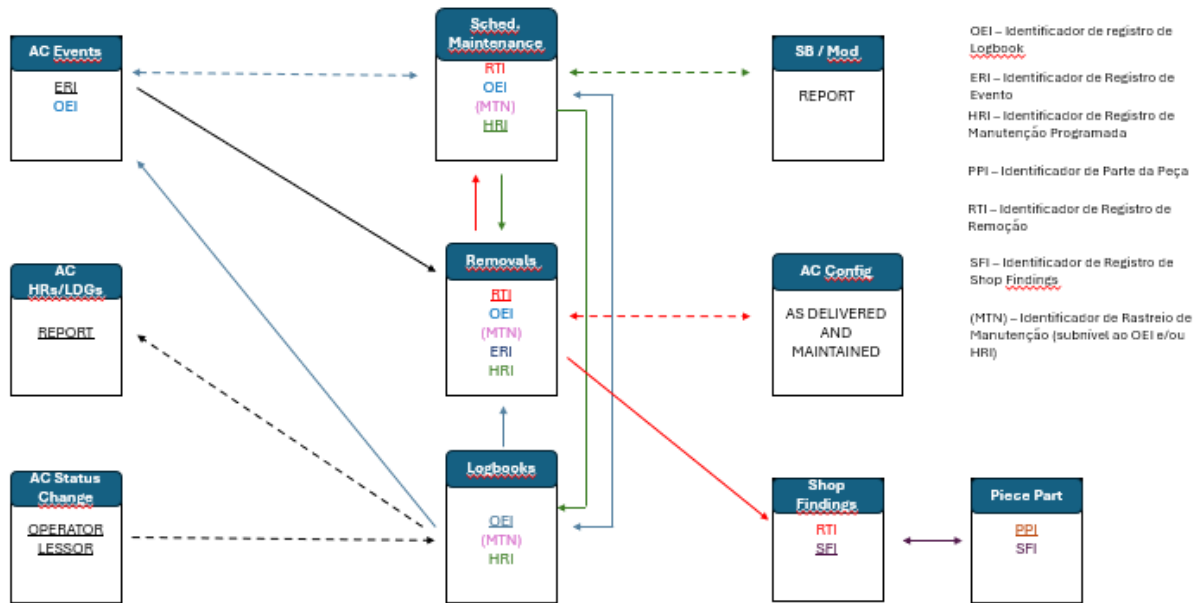 AC Events
ERI
OEI
Sched.
Maintenance
RTI
OEI
(MTN)
HRI
SB / Mod
REPORT
AC
HRs/LDGs
REPORT
Removals
RTI
OEI
(MTN)
ERI
HRI
AC Config
AS DELIVERED
AND
MAINTAINED
AC Status
Change
OPERATOR
LESSOR
Logbooks
OEI
(MTN)
HRI
Shop
Findings
RTI
SFI
Piece Part
PPI
SFI
OEI – Identificador de registro de
Logbook
ERI – Identificador de Registro de
Evento
HRI – Identificador de Registro de
Manutenção Programada
PPI – Identificador de Parte da Peça
RTI – Identificador de Registro de
Remoção
SFI – Identificador de Registro de
Shop Findings
(MTN) – Identificador de Rastreio de
Manutenção (subnível ao OEI e/ou
HRI)